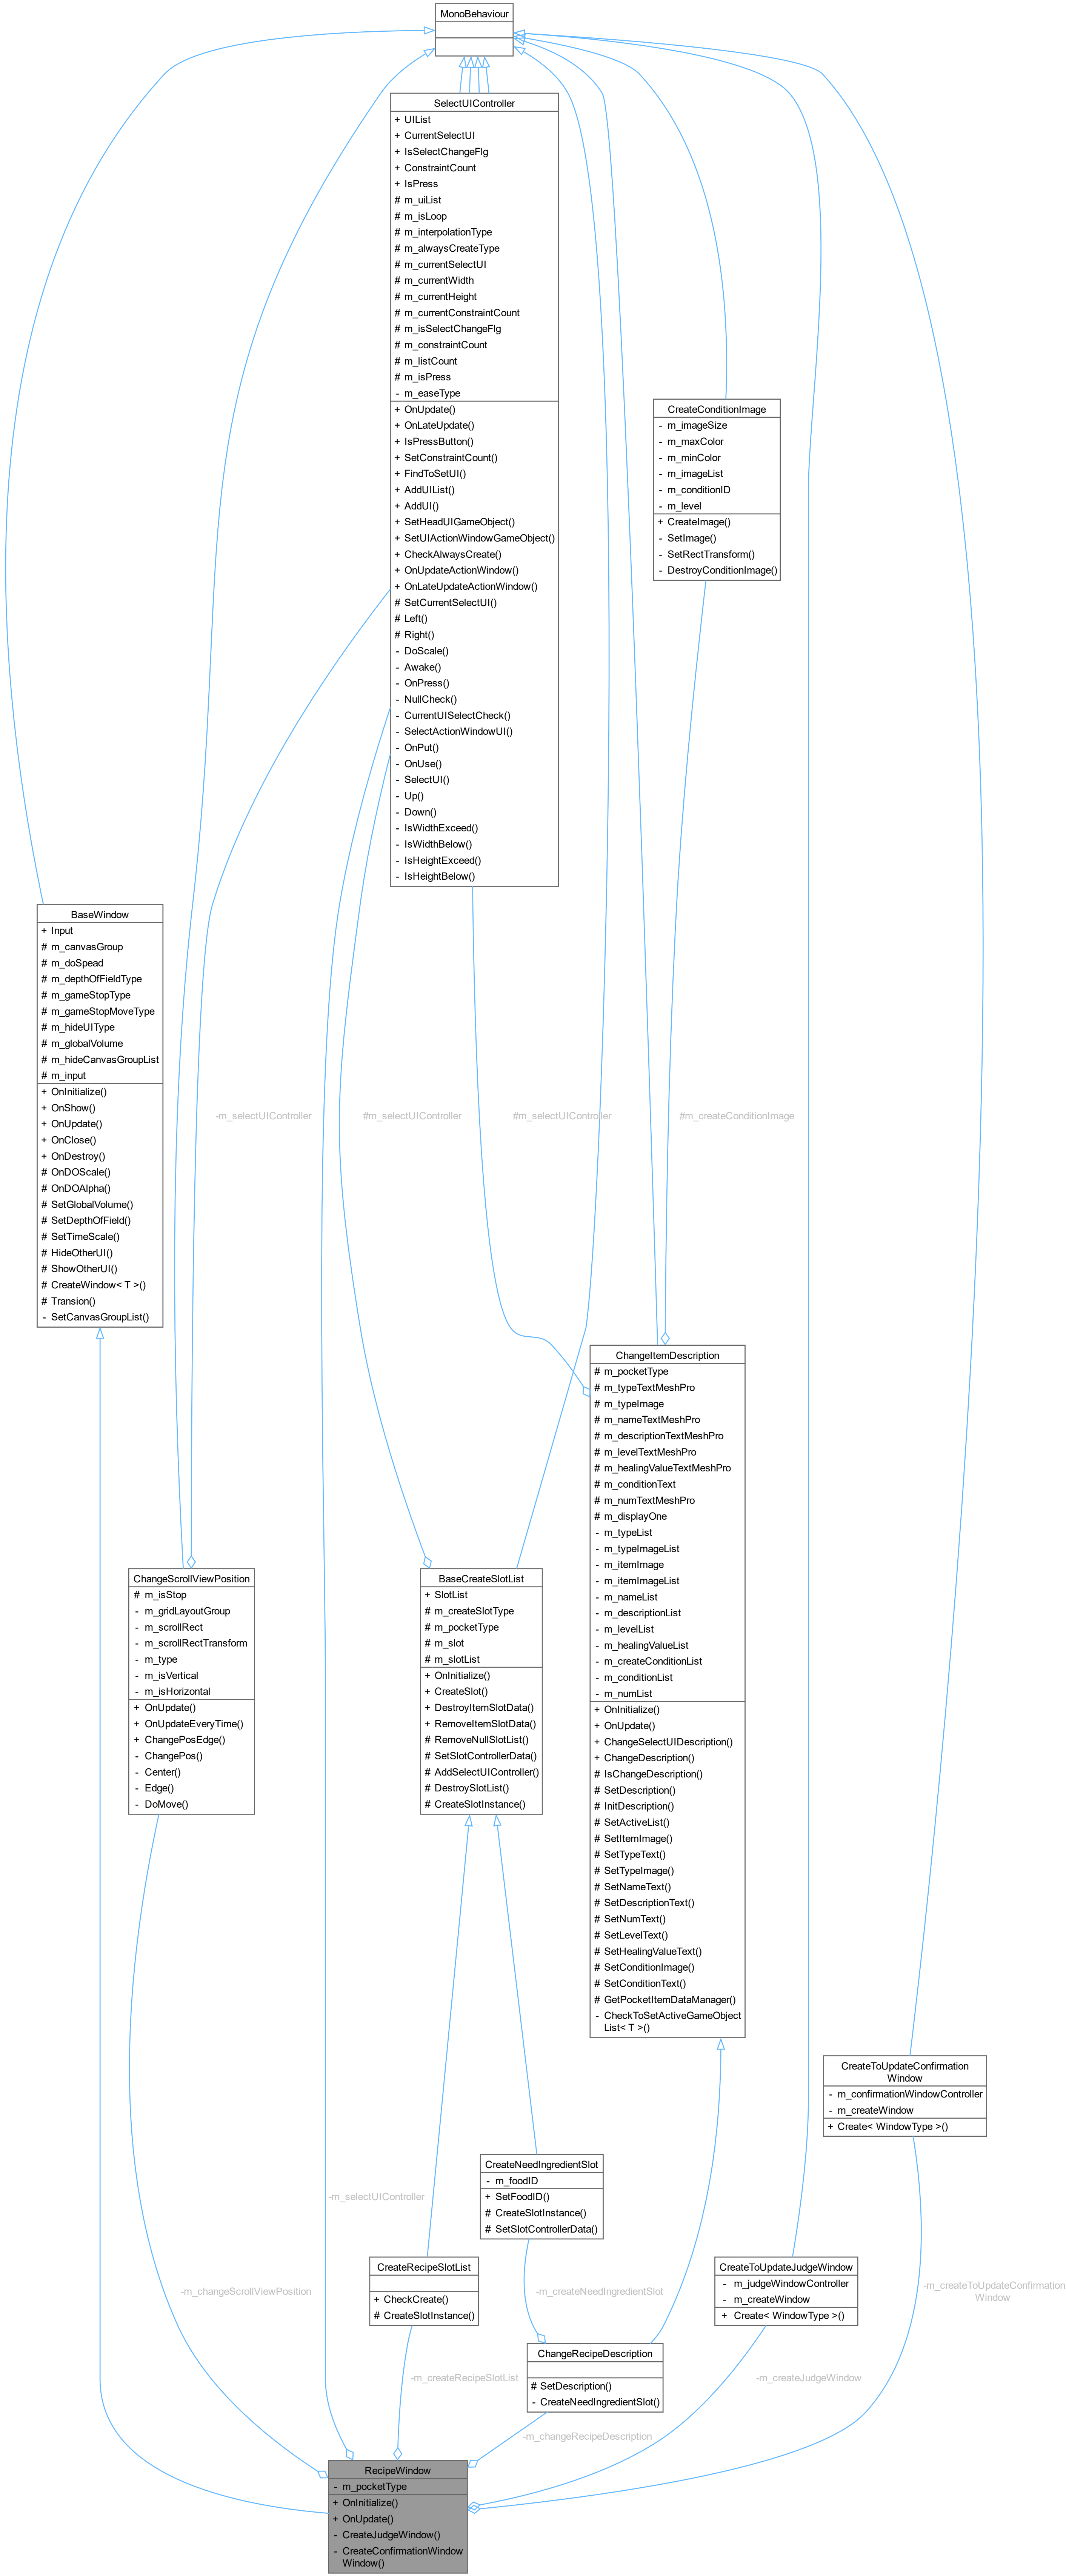 MonoBehaviour
SelectUIController
+ UIList
+ CurrentSelectUI
+ IsSelectChangeFlg
+ ConstraintCount
+ IsPress
# m_uiList
# m_isLoop
# m_interpolationType
# m_alwaysCreateType
# m_currentSelectUI
# m_currentWidth
# m_currentHeight
# m_currentConstraintCount
# m_isSelectChangeFlg
# m_constraintCount
# m_listCount
# m_isPress
- m_easeType
+ OnUpdate()
+ OnLateUpdate()
+ IsPressButton()
+ SetConstraintCount()
+ FindToSetUI()
+ AddUIList()
+ AddUI()
+ SetHeadUIGameObject()
+ SetUIActionWindowGameObject()
+ CheckAlwaysCreate()
+ OnUpdateActionWindow()
+ OnLateUpdateActionWindow()
# SetCurrentSelectUI()
# Left()
# Right()
- DoScale()
- Awake()
- OnPress()
- NullCheck()
- CurrentUISelectCheck()
- SelectActionWindowUI()
- OnPut()
- OnUse()
- SelectUI()
- Up()
- Down()
- IsWidthExceed()
- IsWidthBelow()
- IsHeightExceed()
- IsHeightBelow()
CreateConditionImage
- m_imageSize
- m_maxColor
- m_minColor
- m_imageList
- m_conditionID
- m_level
+ CreateImage()
- SetImage()
- SetRectTransform()
- DestroyConditionImage()
BaseWindow
+ Input
# m_canvasGroup
# m_doSpead
# m_depthOfFieldType
# m_gameStopType
# m_gameStopMoveType
# m_hideUIType
# m_globalVolume
# m_hideCanvasGroupList
# m_input
+ OnInitialize()
+ OnShow()
+ OnUpdate()
+ OnClose()
+ OnDestroy()
# OnDOScale()
# OnDOAlpha()
# SetGlobalVolume()
# SetDepthOfField()
# SetTimeScale()
# HideOtherUI()
# ShowOtherUI()
# CreateWindow< T >()
# Transion()
- SetCanvasGroupList()
-m_selectUIController
#m_selectUIController
#m_selectUIController
#m_createConditionImage
ChangeItemDescription
# m_pocketType
# m_typeTextMeshPro
# m_typeImage
# m_nameTextMeshPro
# m_descriptionTextMeshPro
# m_levelTextMeshPro
# m_healingValueTextMeshPro
# m_conditionText
# m_numTextMeshPro
# m_displayOne
- m_typeList
- m_typeImageList
- m_itemImage
- m_itemImageList
- m_nameList
- m_descriptionList
- m_levelList
- m_healingValueList
- m_createConditionList
- m_conditionList
- m_numList
+ OnInitialize()
+ OnUpdate()
+ ChangeSelectUIDescription()
+ ChangeDescription()
# IsChangeDescription()
# SetDescription()
# InitDescription()
# SetActiveList()
# SetItemImage()
# SetTypeText()
# SetTypeImage()
# SetNameText()
# SetDescriptionText()
# SetNumText()
# SetLevelText()
# SetHealingValueText()
# SetConditionImage()
# SetConditionText()
# GetPocketItemDataManager()
- CheckToSetActiveGameObject
List< T >()
ChangeScrollViewPosition
# m_isStop
- m_gridLayoutGroup
- m_scrollRect
- m_scrollRectTransform
- m_type
- m_isVertical
- m_isHorizontal
+ OnUpdate()
+ OnUpdateEveryTime()
+ ChangePosEdge()
- ChangePos()
- Center()
- Edge()
- DoMove()
BaseCreateSlotList
+ SlotList
# m_createSlotType
# m_pocketType
# m_slot
# m_slotList
+ OnInitialize()
+ CreateSlot()
+ DestroyItemSlotData()
+ RemoveItemSlotData()
# RemoveNullSlotList()
# SetSlotControllerData()
# AddSelectUIController()
# DestroySlotList()
# CreateSlotInstance()
CreateToUpdateConfirmation
Window
- m_confirmationWindowController
- m_createWindow
+ Create< WindowType >()
CreateNeedIngredientSlot
- m_foodID
+ SetFoodID()
# CreateSlotInstance()
# SetSlotControllerData()
-m_selectUIController
CreateRecipeSlotList
+ CheckCreate()
# CreateSlotInstance()
CreateToUpdateJudgeWindow
- m_judgeWindowController
- m_createWindow
+ Create< WindowType >()
-m_changeScrollViewPosition
-m_createNeedIngredientSlot
-m_createToUpdateConfirmation
Window
ChangeRecipeDescription
# SetDescription()
- CreateNeedIngredientSlot()
-m_createRecipeSlotList
-m_createJudgeWindow
-m_changeRecipeDescription
RecipeWindow
- m_pocketType
+ OnInitialize()
+ OnUpdate()
- CreateJudgeWindow()
- CreateConfirmationWindow
Window()